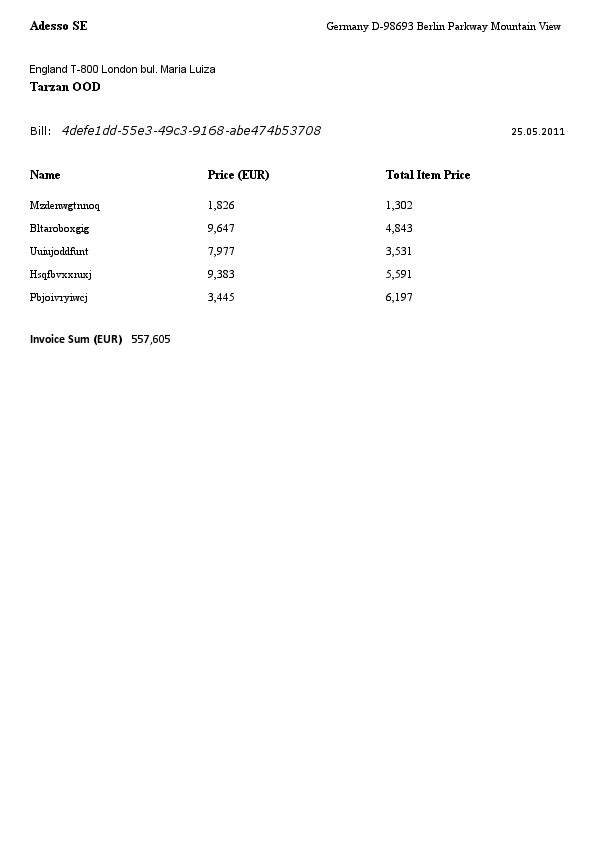 Adesso SE Germany D-98693 Berlin Parkway Mountain View
England T-800 London bul. Maria Luiza
Tarzan OOD
Bill: 4defe1dd-55e3-49c3-9168-abe474b53708 25.05.2011
Name Price (EUR) Total Item Price
Mzdenwgtnnoq 1,826 1,302
Bltaroboxgig 9,647 4,843
Uuiujoddfunt 7,977 3,531
Hsqfbvxxruxj 9,383 5,591
Pbjoivryiwcj 3,445 6,197
Invoice Sum (EUR) 557,605